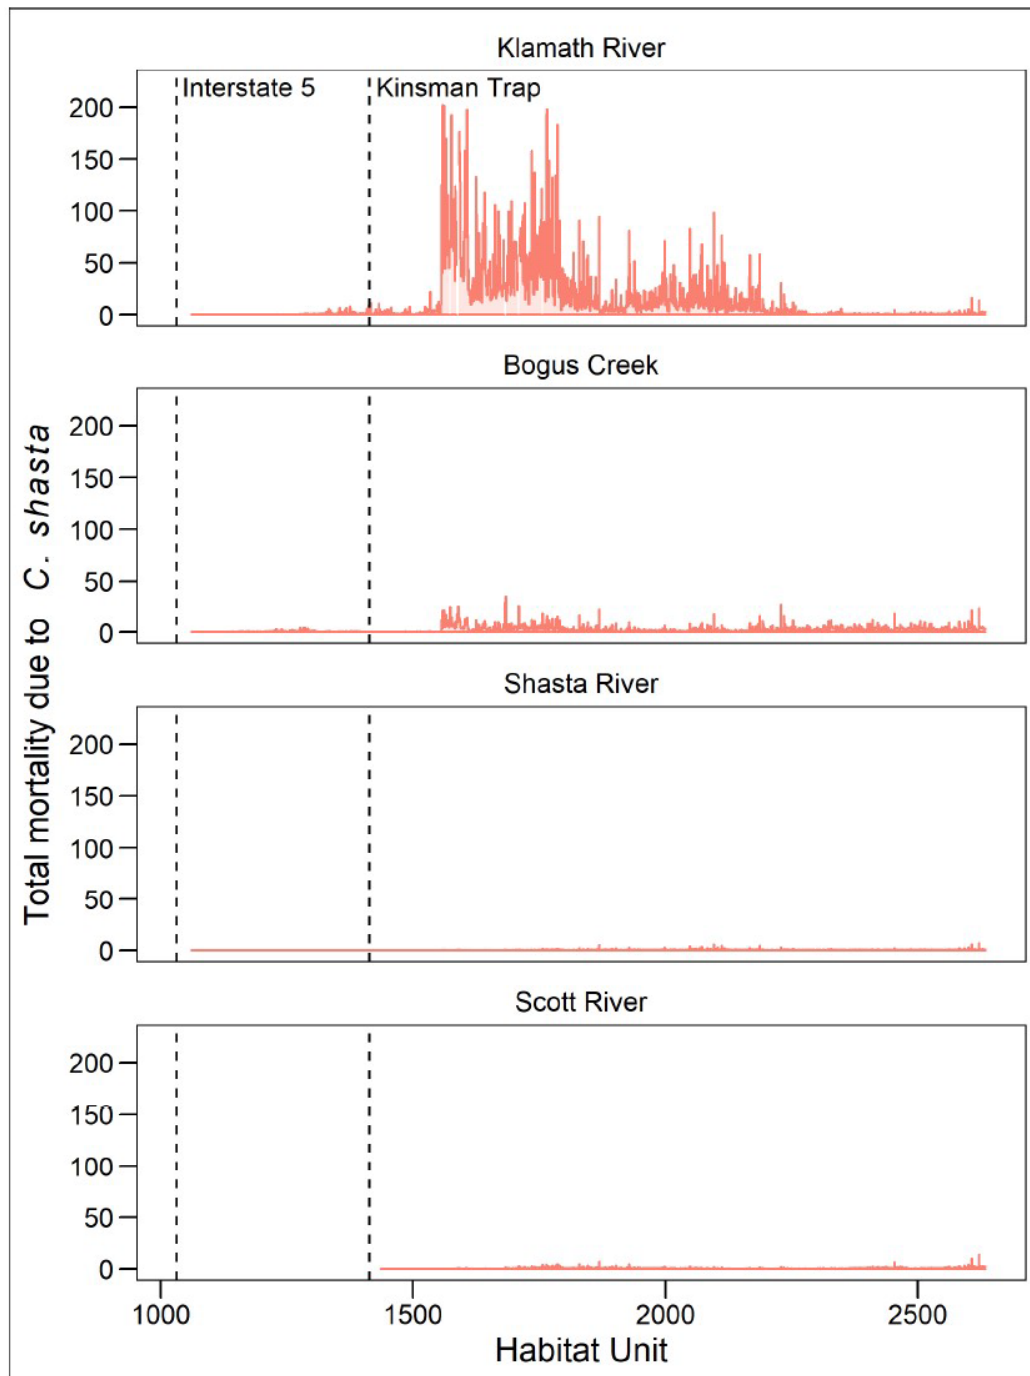 Klamath River
Interstate 5
Kinsman Trap
200
150
100
50
0
Bogus Creek
200
150
100
50
0
Total mortality due to C. shasta
Shasta River
200
150
100
50
0
Scott River
200
150
100
50
0
1000 1500 2000 2500
Habitat Unit